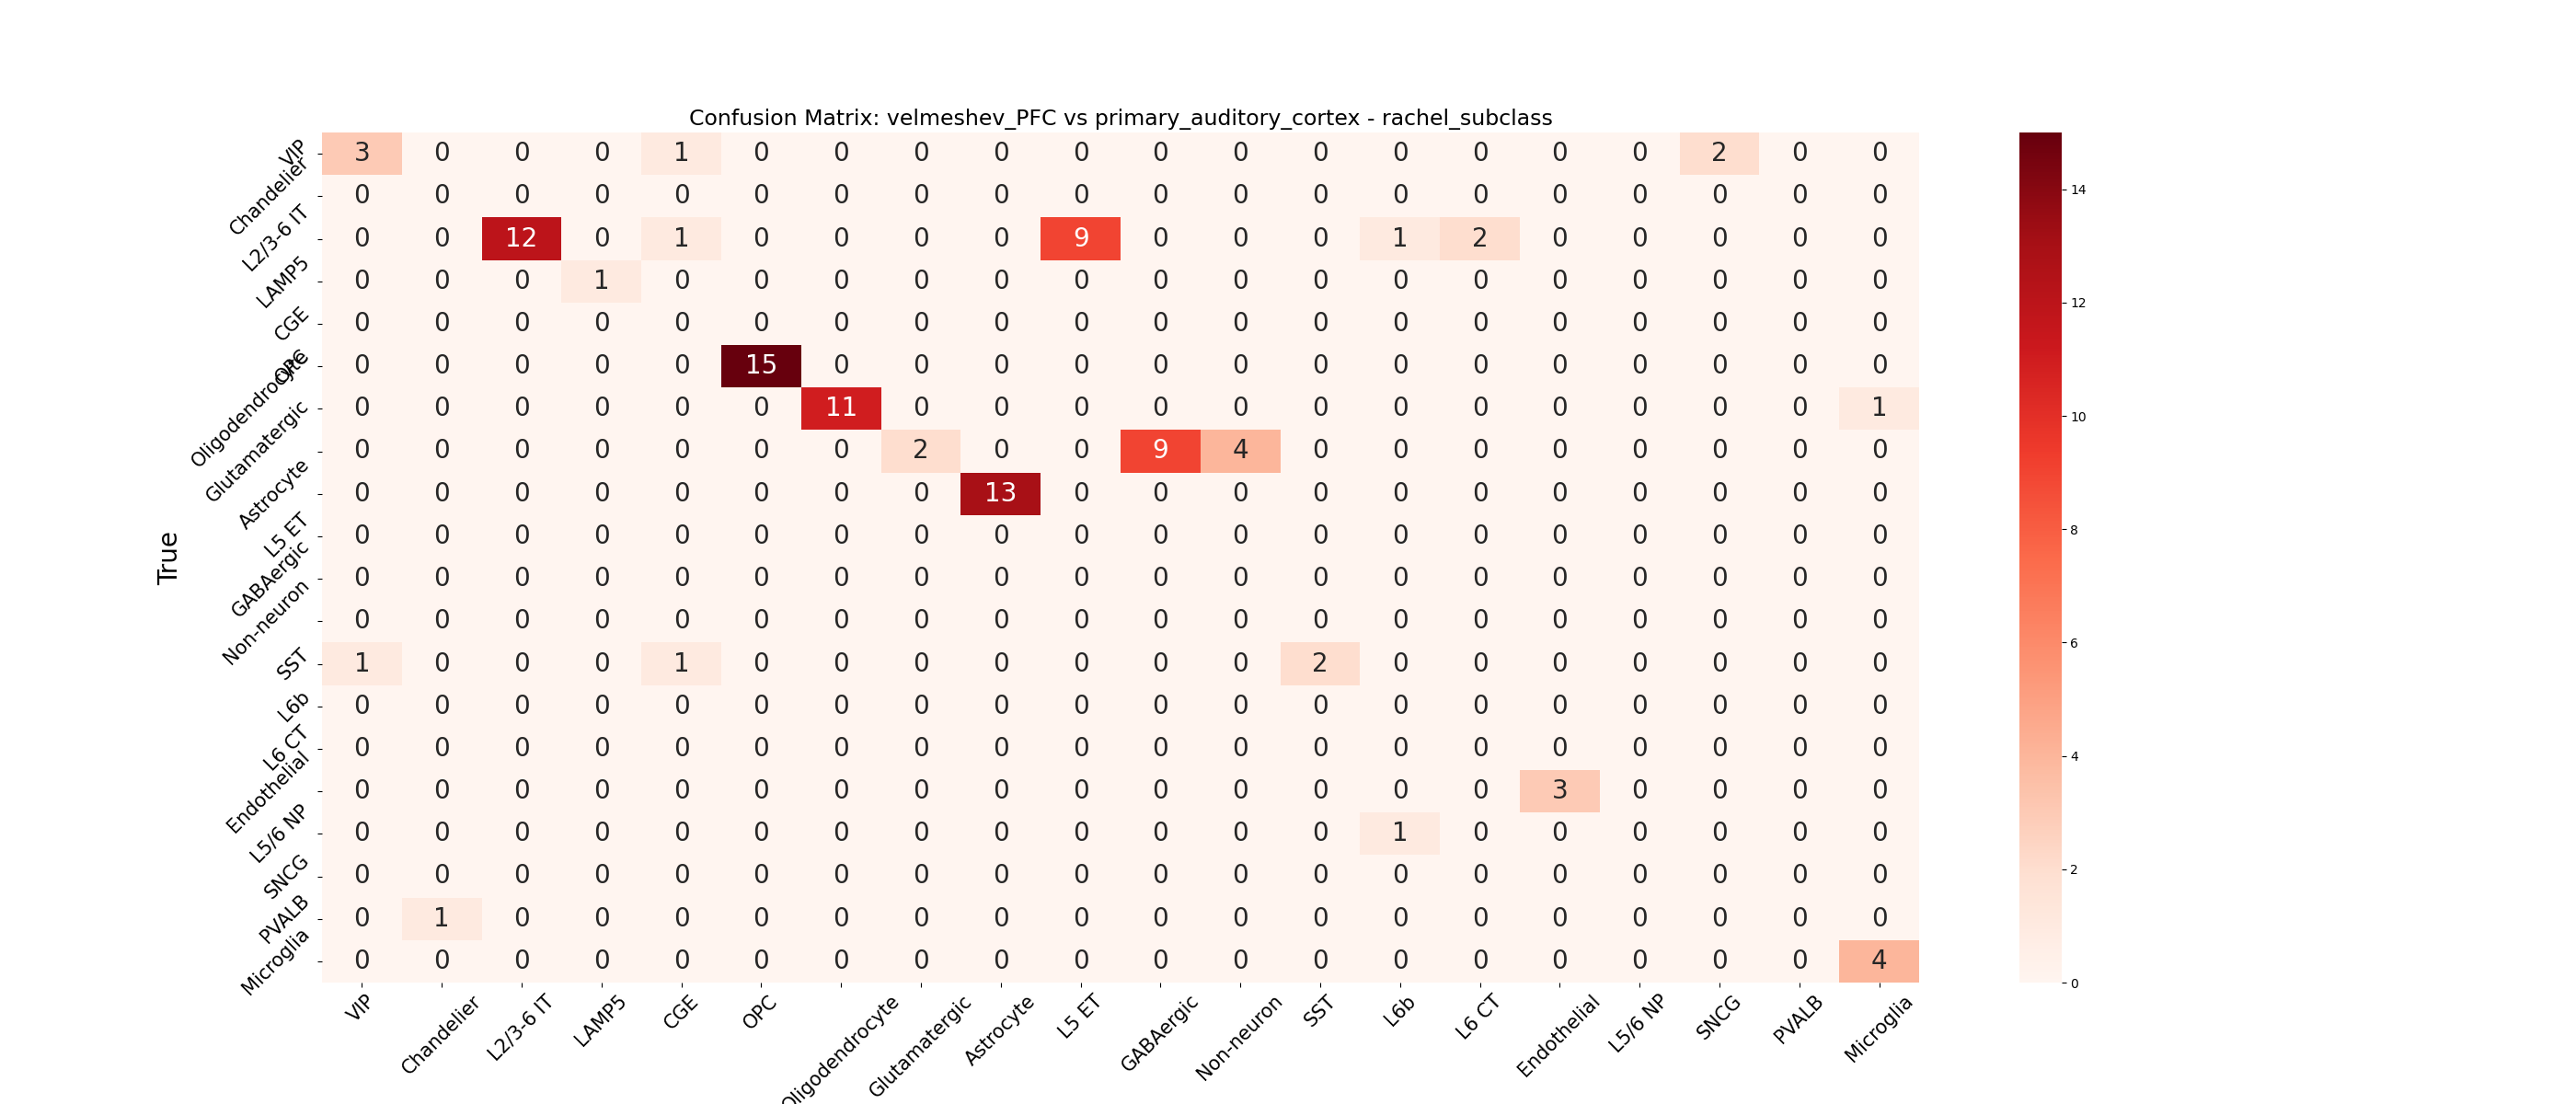 Confusion Matrix: velmeshev_PFC vs primary_auditory_cortex - rachel_subclass
True
VIP 3 0 0 0 1 0 0 0 0 0 0 0 0 0 0 0 0 2 0 0
Chandelier 0 0 0 0 0 0 0 0 0 0 0 0 0 0 0 0 0 0 0 0
L2/3-6 IT 0 0 12 0 1 0 0 0 0 9 0 0 0 1 2 0 0 0 0 0
LAMP5 0 0 0 1 0 0 0 0 0 0 0 0 0 0 0 0 0 0 0 0
CGE 0 0 0 0 0 0 0 0 0 0 0 0 0 0 0 0 0 0 0 0
OPC 0 0 0 0 0 15 0 0 0 0 0 0 0 0 0 0 0 0 0 0
Oligodendrocyte 0 0 0 0 0 0 11 0 0 0 0 0 0 0 0 0 0 0 0 1
Glutamatergic 0 0 0 0 0 0 0 2 0 0 9 4 0 0 0 0 0 0 0 0
Astrocyte 0 0 0 0 0 0 0 0 13 0 0 0 0 0 0 0 0 0 0 0
L5 ET 0 0 0 0 0 0 0 0 0 0 0 0 0 0 0 0 0 0 0 0
GABAergic 0 0 0 0 0 0 0 0 0 0 0 0 0 0 0 0 0 0 0 0
Non-neuron 0 0 0 0 0 0 0 0 0 0 0 0 0 0 0 0 0 0 0 0
SST 1 0 0 0 1 0 0 0 0 0 0 0 2 0 0 0 0 0 0 0
L6b 0 0 0 0 0 0 0 0 0 0 0 0 0 0 0 0 0 0 0 0
L6 CT 0 0 0 0 0 0 0 0 0 0 0 0 0 0 0 0 0 0 0 0
Endothelial 0 0 0 0 0 0 0 0 0 0 0 0 0 0 0 3 0 0 0 0
L5/6 NP 0 0 0 0 0 0 0 0 0 0 0 0 0 1 0 0 0 0 0 0
SNCG 0 0 0 0 0 0 0 0 0 0 0 0 0 0 0 0 0 0 0 0
PVALB 0 1 0 0 0 0 0 0 0 0 0 0 0 0 0 0 0 0 0 0
Microglia 0 0 0 0 0 0 0 0 0 0 0 0 0 0 0 0 0 0 0 4
VIP Chandelier L2/3-6 IT LAMP5 CGE OPC Oligodendrocyte Glutamatergic Astrocyte L5 ET GABAergic Non-neuron SST L6b L6 CT Endothelial L5/6 NP SNCG PVALB Microglia
14
12
10
8
6
4
2
0